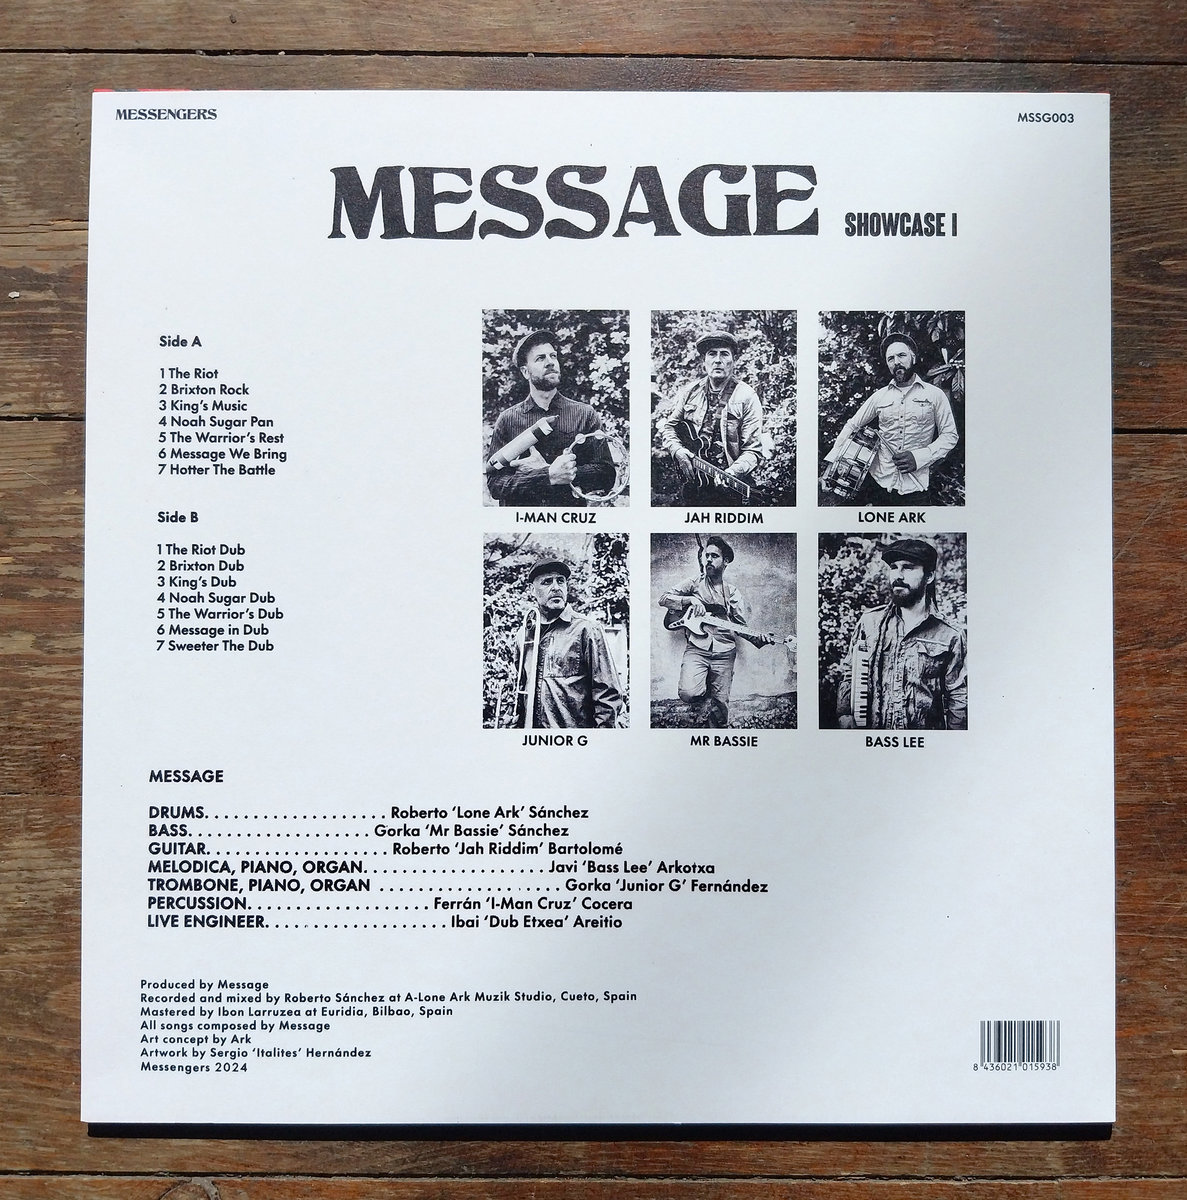 MESSENGERS
MSSG003
MESSAGE SHOWCASE I
Side A
1 The Riot
2 Brixton Rock
3 King's Music
4 Noah Sugar Pan
5 The Warrior's Rest
6 Message We Bring
7 Hotter The Battle
Side B
1 The Riot Dub
2 Brixton Dub
3 King's Dub
4 Noah Sugar Dub
5 The Warrior's Dub
6 Message in Dub
7 Sweeter The Dub
I-MAN CRUZ
JAH RIDDIM
LONE ARK
JUNIOR G
MR BASSIE
BASS LEE
MESSAGE
DRUMS. . . . . . . . . . . . . . . . . . . Roberto ‘Lone Ark’ Sánchez
BASS. . . . . . . . . . . . . . . . . . . Gorka ‘Mr Bassie’ Sánchez
GUITAR. . . . . . . . . . . . . . . . . . . Roberto ‘Jah Riddim’ Bartolomé
MELODICA, PIANO, ORGAN. . . . . . . . . . . . . . . . . . . Javi ‘Bass Lee’ Arkotxa
TROMBONE, PIANO, ORGAN . . . . . . . . . . . . . . . . . . . Gorka ‘Junior G’ Fernández
PERCUSSION. . . . . . . . . . . . . . . . . . . Ferrán ‘I-Man Cruz’ Cocera
LIVE ENGINEER. . . . . . . . . . . . . . . . . . . Ibai ‘Dub Etxea’ Areitio
Produced by Message
Recorded and mixed by Roberto Sánchez at A-Lone Ark Muzik Studio, Cueto, Spain
Mastered by Ibon Larruzea at Euridia, Bilbao, Spain
All songs composed by Message
Art concept by Ark
Artwork by Sergio ‘Italites’ Hernández
Messengers 2024
8 436021 015938